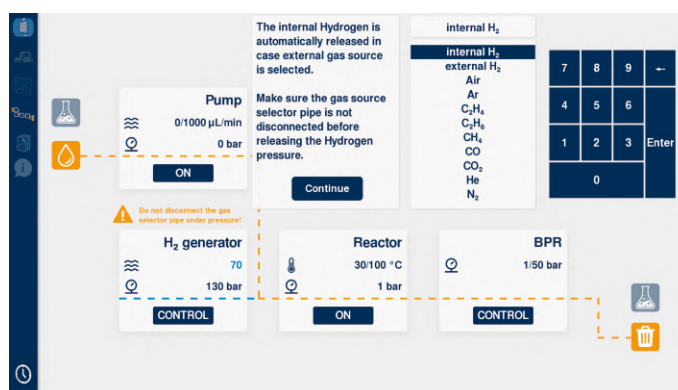 The internal Hydrogen is
automatically released in
case external gas source
is selected.
Make sure the gas source
selector pipe is not
disconnected before
releasing the Hydrogen
pressure.
Continue
internal H₂
internal H₂
external H₂
Air
Ar
C₂H₄
C₂H₆
CH₄
CO
CO₂
He
N₂
7 8 9 ←
4 5 6
1 2 3 Enter
0
Pump
0/1000 µL/min
0 bar
ON
Do not disconnect the gas
selector pipe under pressure!
H₂ generator
70
130 bar
CONTROL
Reactor
30/100 °C
1 bar
ON
BPR
1/50 bar
CONTROL